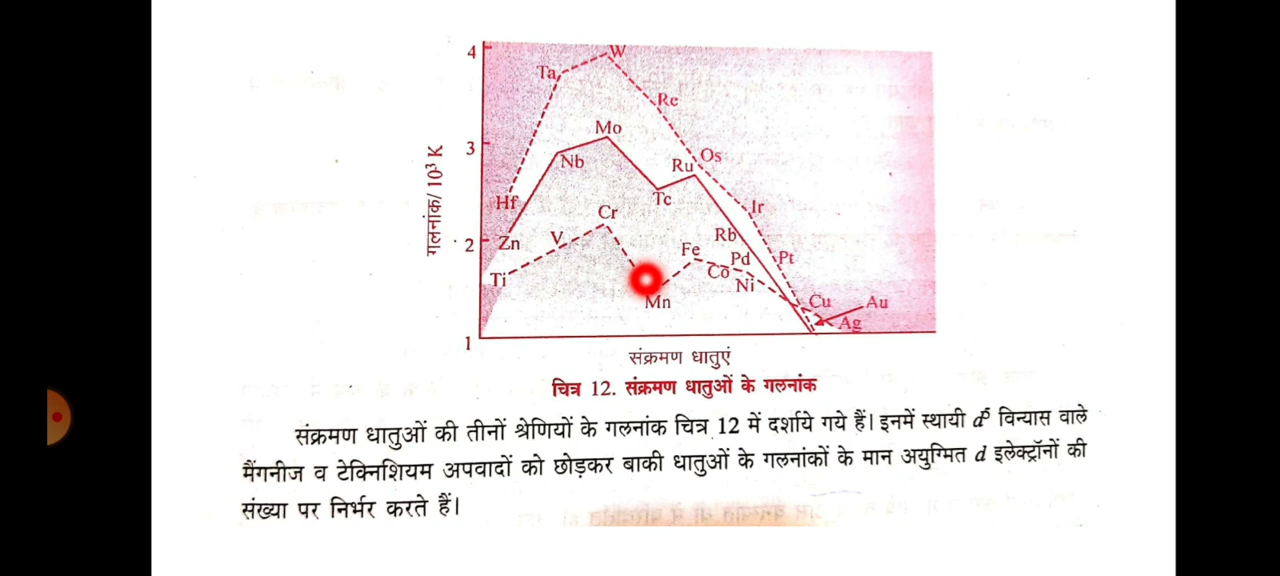 4
W
Ta
Re
Mo
3
Nb
Ru
Os
Tc
Hf
Cr
Ir
गलनांक/ 10³ K
2
Zn
V
Rb
Fe
Pd
Pt
Co
Ti
Ni
Mn
Cu
Au
Ag
1
संक्रमण धातुएं
चित्र 12. संक्रमण धातुओं के गलनांक
संक्रमण धातुओं की तीनों श्रेणियों के गलनांक चित्र 12 में दर्शाये गये हैं। इनमें स्थायी d⁵ विन्यास वाले
मैंगनीज व टेक्निशियम अपवादों को छोड़कर बाकी धातुओं के गलनांकों के मान अयुग्मित d इलेक्ट्रॉनों की
संख्या पर निर्भर करते हैं।